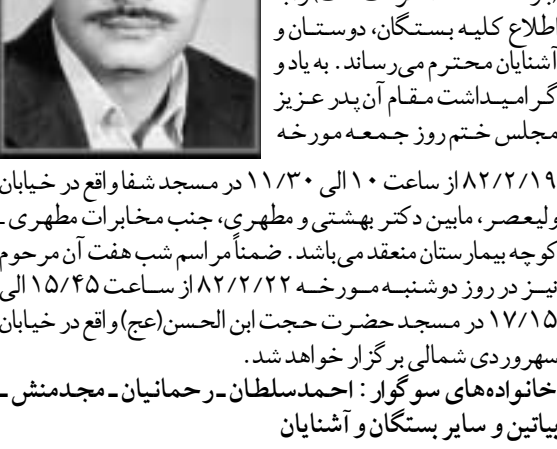 اطلاع کلیه بستگان، دوستان و
آشنایان محترم می‌رساند. به یاد و
گرامیداشت مقام آن پدر عزیز
مجلس ختم روز جمعه مورخه
۸۲/۲/۱۹ از ساعت ۱۰ الی ۱۱/۳۰ در مسجد شفا واقع در خیابان
ولیعصر، مابین دکتر بهشتی و مطهری، جنب مخابرات مطهری ـ
کوچه بیمارستان منعقد می‌باشد. ضمناً مراسم شب هفت آن مرحوم
نیز در روز دوشنبه مورخه ۸۲/۲/۲۲ از ساعت ۱۵/۴۵ الی
۱۷/۱۵ در مسجد حضرت حجت ابن الحسن(عج) واقع در خیابان
سهروردی شمالی برگزار خواهد شد.
خانواده‌های سوگوار: احمدسلطان ـ رحمانیان ـ مجدمنش ـ
بیاتین و سایر بستگان و آشنایان